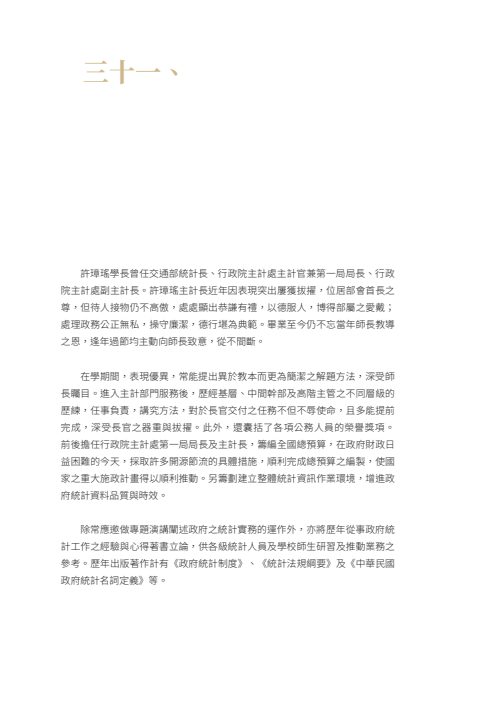 三十一、
許璋瑤學長曾任交通部統計長、行政院主計處主計官兼第一局局長、行政
院主計處副主計長。許璋瑤主計長近年因表現突出屢獲拔擢，位居部會首長之
尊，但待人接物仍不高傲，處處顯出恭謙有禮，以德服人，博得部屬之愛戴；
處理政務公正無私，操守廉潔，德行堪為典範。畢業至今仍不忘當年師長教導
之恩，逢年過節均主動向師長致意，從不間斷。
在學期間，表現優異，常能提出異於教本而更為簡潔之解題方法，深受師
長矚目。進入主計部門服務後，歷經基層、中間幹部及高階主管之不同層級的
歷練，任事負責，講究方法，對於長官交付之任務不但不辱使命，且多能提前
完成，深受長官之器重與拔擢。此外，還囊括了各項公務人員的榮譽獎項。
前後擔任行政院主計處第一局局長及主計長，籌編全國總預算，在政府財政日
益困難的今天，採取許多開源節流的具體措施，順利完成總預算之編製，使國
家之重大施政計畫得以順利推動。另籌劃建立整體統計資訊作業環境，增進政
府統計資料品質與時效。
除常應邀做專題演講闡述政府之統計實務的運作外，亦將歷年從事政府統
計工作之經驗與心得著書立論，供各級統計人員及學校師生研習及推動業務之
參考。歷年出版著作計有《政府統計制度》、《統計法規綱要》及《中華民國
政府統計名詞定義》等。